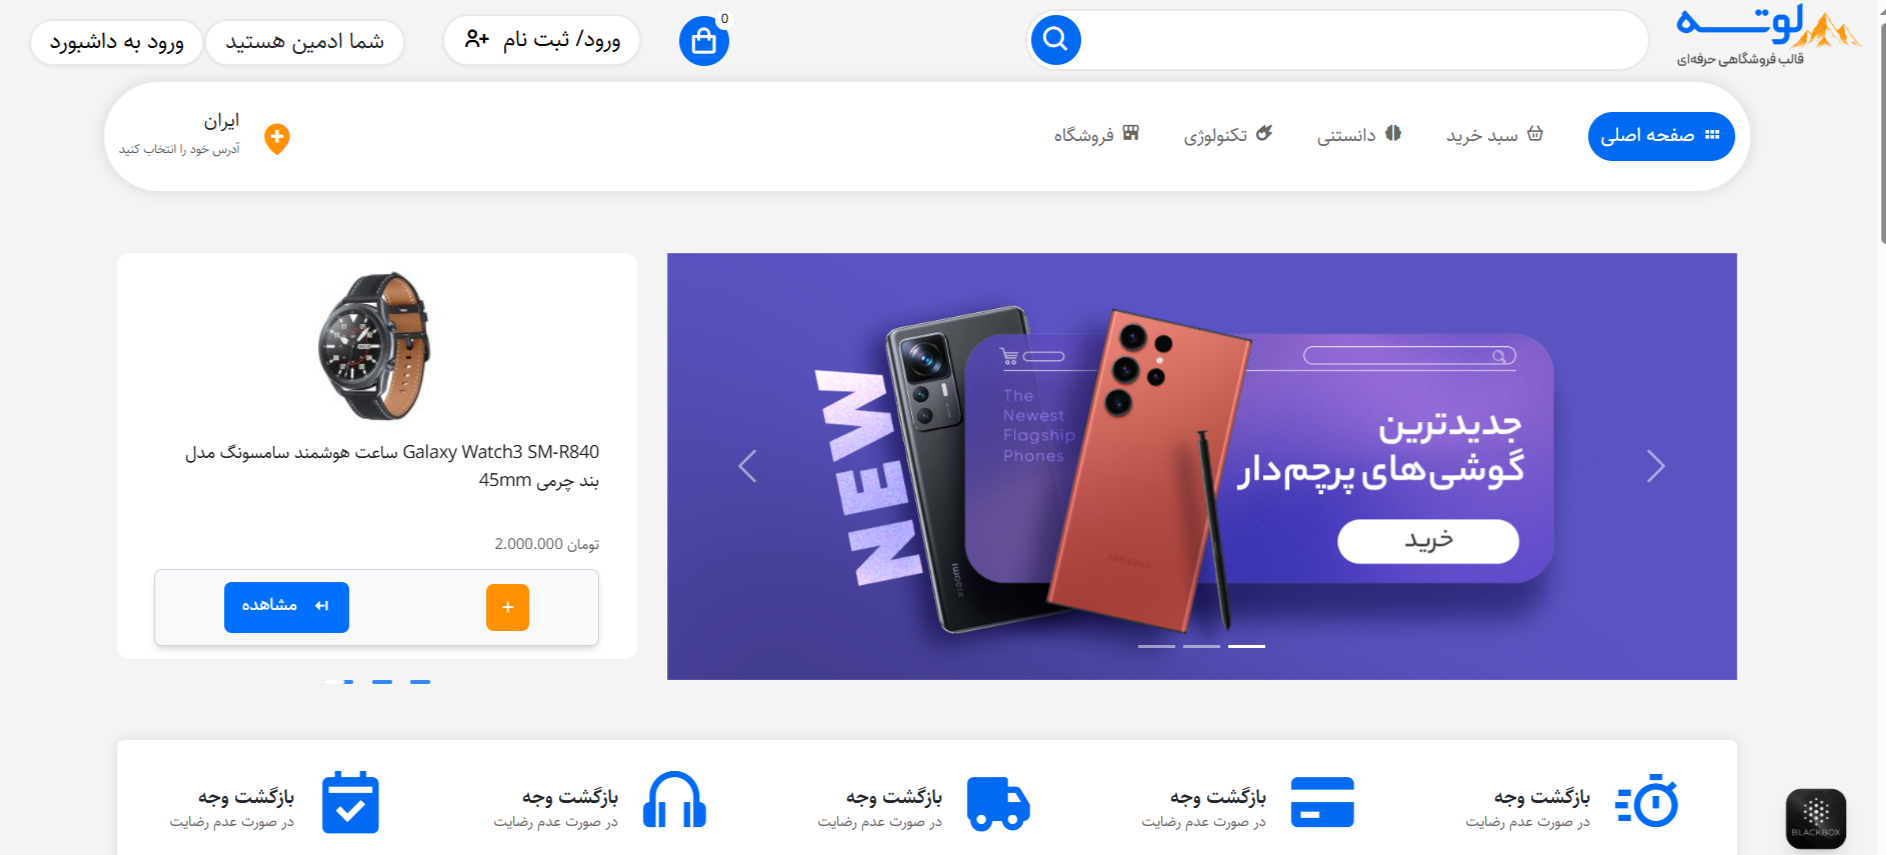 لوتــه
قالب فروشگاهی حرفه‌ای
0
ورود/ ثبت نام
شما ادمین هستید
ورود به داشبورد
صفحه اصلی
سبد خرید
دانستنی
تکنولوژی
فروشگاه
ایران
آدرس خود را انتخاب کنید
NEW
The
Newest
Flagship
Phones
جدیدترین
گوشی‌های پرچم‌دار
خرید
SAMSUNG
XIAOMI
Galaxy Watch3 SM-R840 ساعت هوشمند سامسونگ مدل
بند چرمی 45mm
تومان 2.000.000
+
مشاهده
بازگشت وجه
در صورت عدم رضایت
بازگشت وجه
در صورت عدم رضایت
بازگشت وجه
در صورت عدم رضایت
بازگشت وجه
در صورت عدم رضایت
بازگشت وجه
در صورت عدم رضایت
BLACKBOX